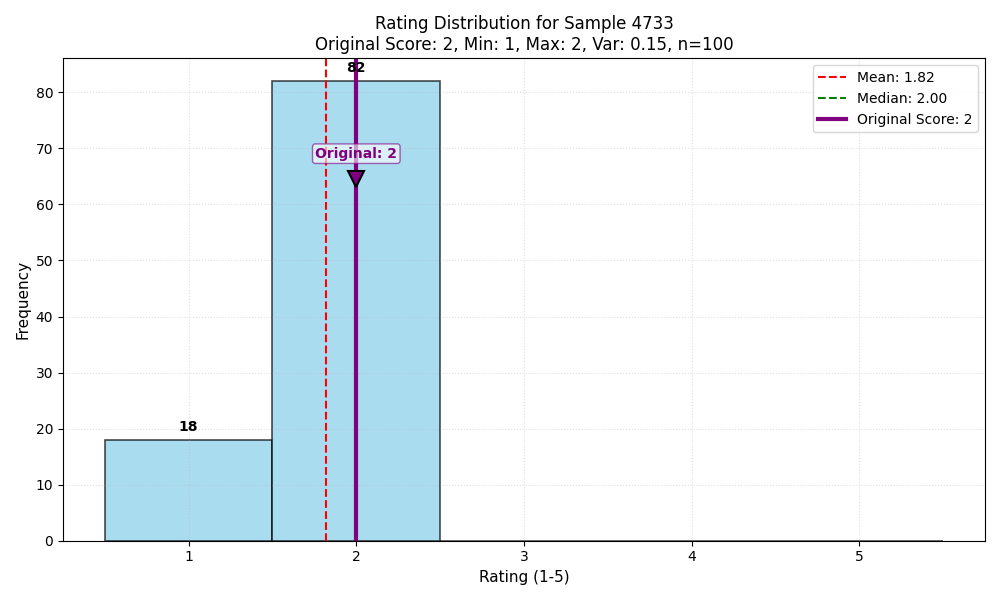 Rating Distribution for Sample 4733
Original Score: 2, Min: 1, Max: 2, Var: 0.15, n=100
Mean: 1.82
Median: 2.00
Original Score: 2
82
Original: 2
18
Frequency
80
70
60
50
40
30
20
10
0
1 2 3 4 5
Rating (1-5)